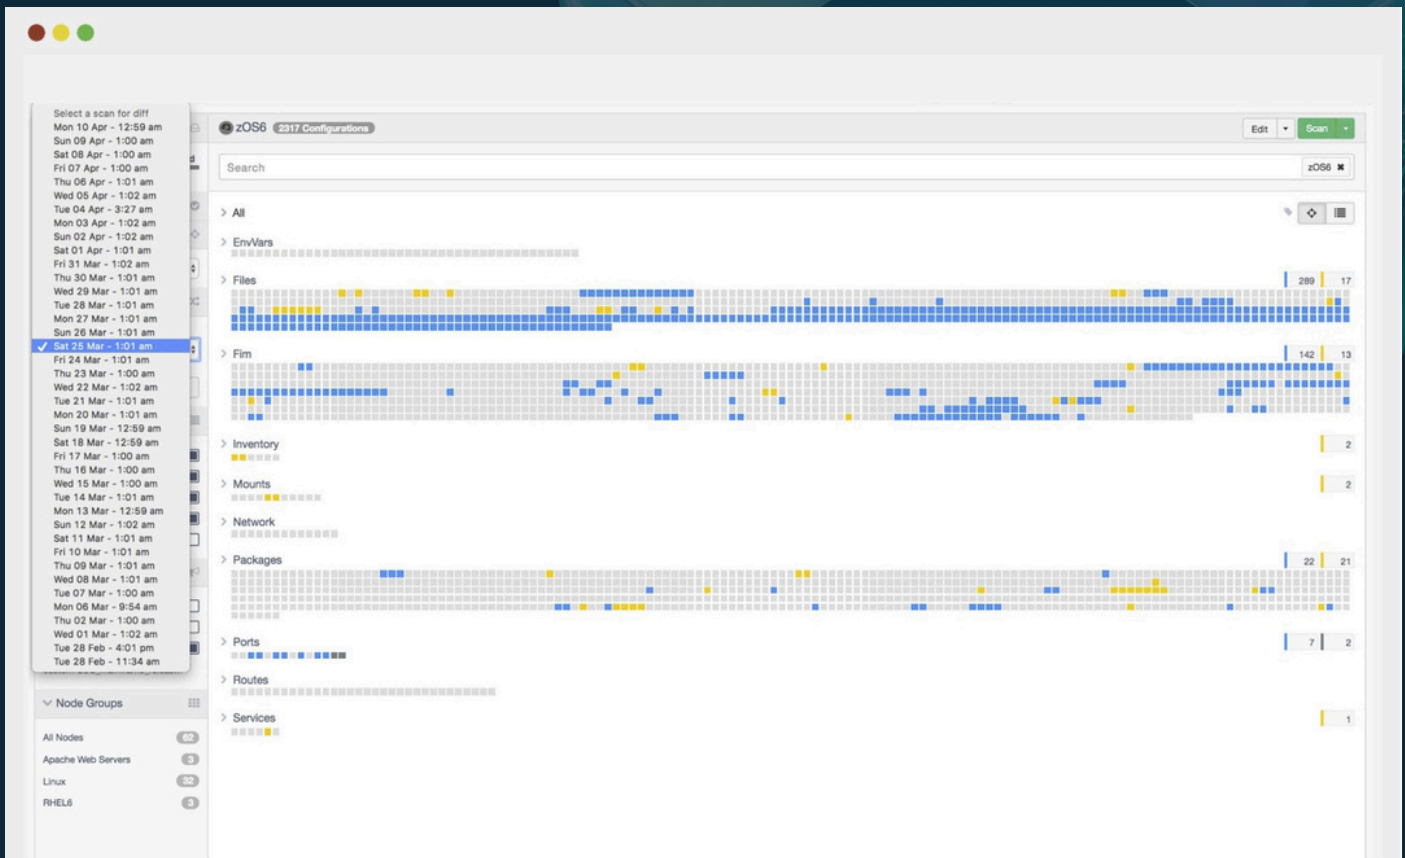 Select a scan for diff
Mon 10 Apr - 12:59 am
Sun 09 Apr - 1:00 am
Sat 08 Apr - 1:00 am
Fri 07 Apr - 1:00 am
Thu 06 Apr - 1:01 am
Wed 05 Apr - 1:02 am
Tue 04 Apr - 3:27 am
Mon 03 Apr - 1:02 am
Sun 02 Apr - 1:02 am
Sat 01 Apr - 1:01 am
Fri 31 Mar - 1:02 am
Thu 30 Mar - 1:01 am
Wed 29 Mar - 1:01 am
Tue 28 Mar - 1:01 am
Mon 27 Mar - 1:01 am
Sun 26 Mar - 1:01 am
✓ Sat 25 Mar - 1:01 am
Fri 24 Mar - 1:01 am
Thu 23 Mar - 1:00 am
Wed 22 Mar - 1:02 am
Tue 21 Mar - 1:01 am
Mon 20 Mar - 1:01 am
Sun 19 Mar - 12:59 am
Sat 18 Mar - 12:59 am
Fri 17 Mar - 1:00 am
Thu 16 Mar - 1:00 am
Wed 15 Mar - 1:00 am
Tue 14 Mar - 1:01 am
Mon 13 Mar - 12:59 am
Sun 12 Mar - 1:02 am
Sat 11 Mar - 1:01 am
Fri 10 Mar - 1:01 am
Thu 09 Mar - 1:01 am
Wed 08 Mar - 1:01 am
Tue 07 Mar - 1:00 am
Mon 06 Mar - 9:54 am
Thu 02 Mar - 1:00 am
Wed 01 Mar - 1:02 am
Tue 28 Feb - 4:01 pm
Tue 28 Feb - 11:34 am
Node Groups
All Nodes 62
Apache Web Servers 3
Linux 32
RHEL6 3
zOS6 2317 Configurations
Edit Scan
Search zOS6 ✖
All
EnvVars
Files 289 17
Fim 142 13
Inventory 2
Mounts 2
Network
Packages 22 21
Ports 7 2
Routes
Services 1